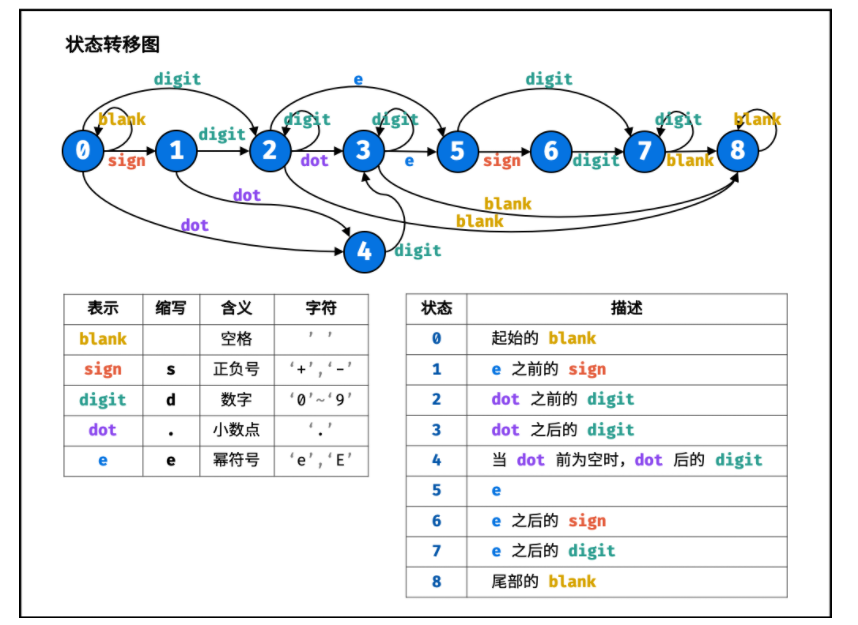 状态转移图
digit
e
digit
blank
digit
digit
digit
blank
digit
0
1
2
3
5
6
7
8
sign
dot
e
sign
digit
blank
dot
blank
dot
blank
4
digit
表示 缩写 含义 字符
blank 空格 ' '
sign s 正负号 '+','-'
digit d 数字 '0'~'9'
dot . 小数点 '.'
e e 幂符号 'e','E'
状态 描述
0 起始的 blank
1 e 之前的 sign
2 dot 之前的 digit
3 dot 之后的 digit
4 当 dot 前为空时，dot 后的 digit
5 e
6 e 之后的 sign
7 e 之后的 digit
8 尾部的 blank